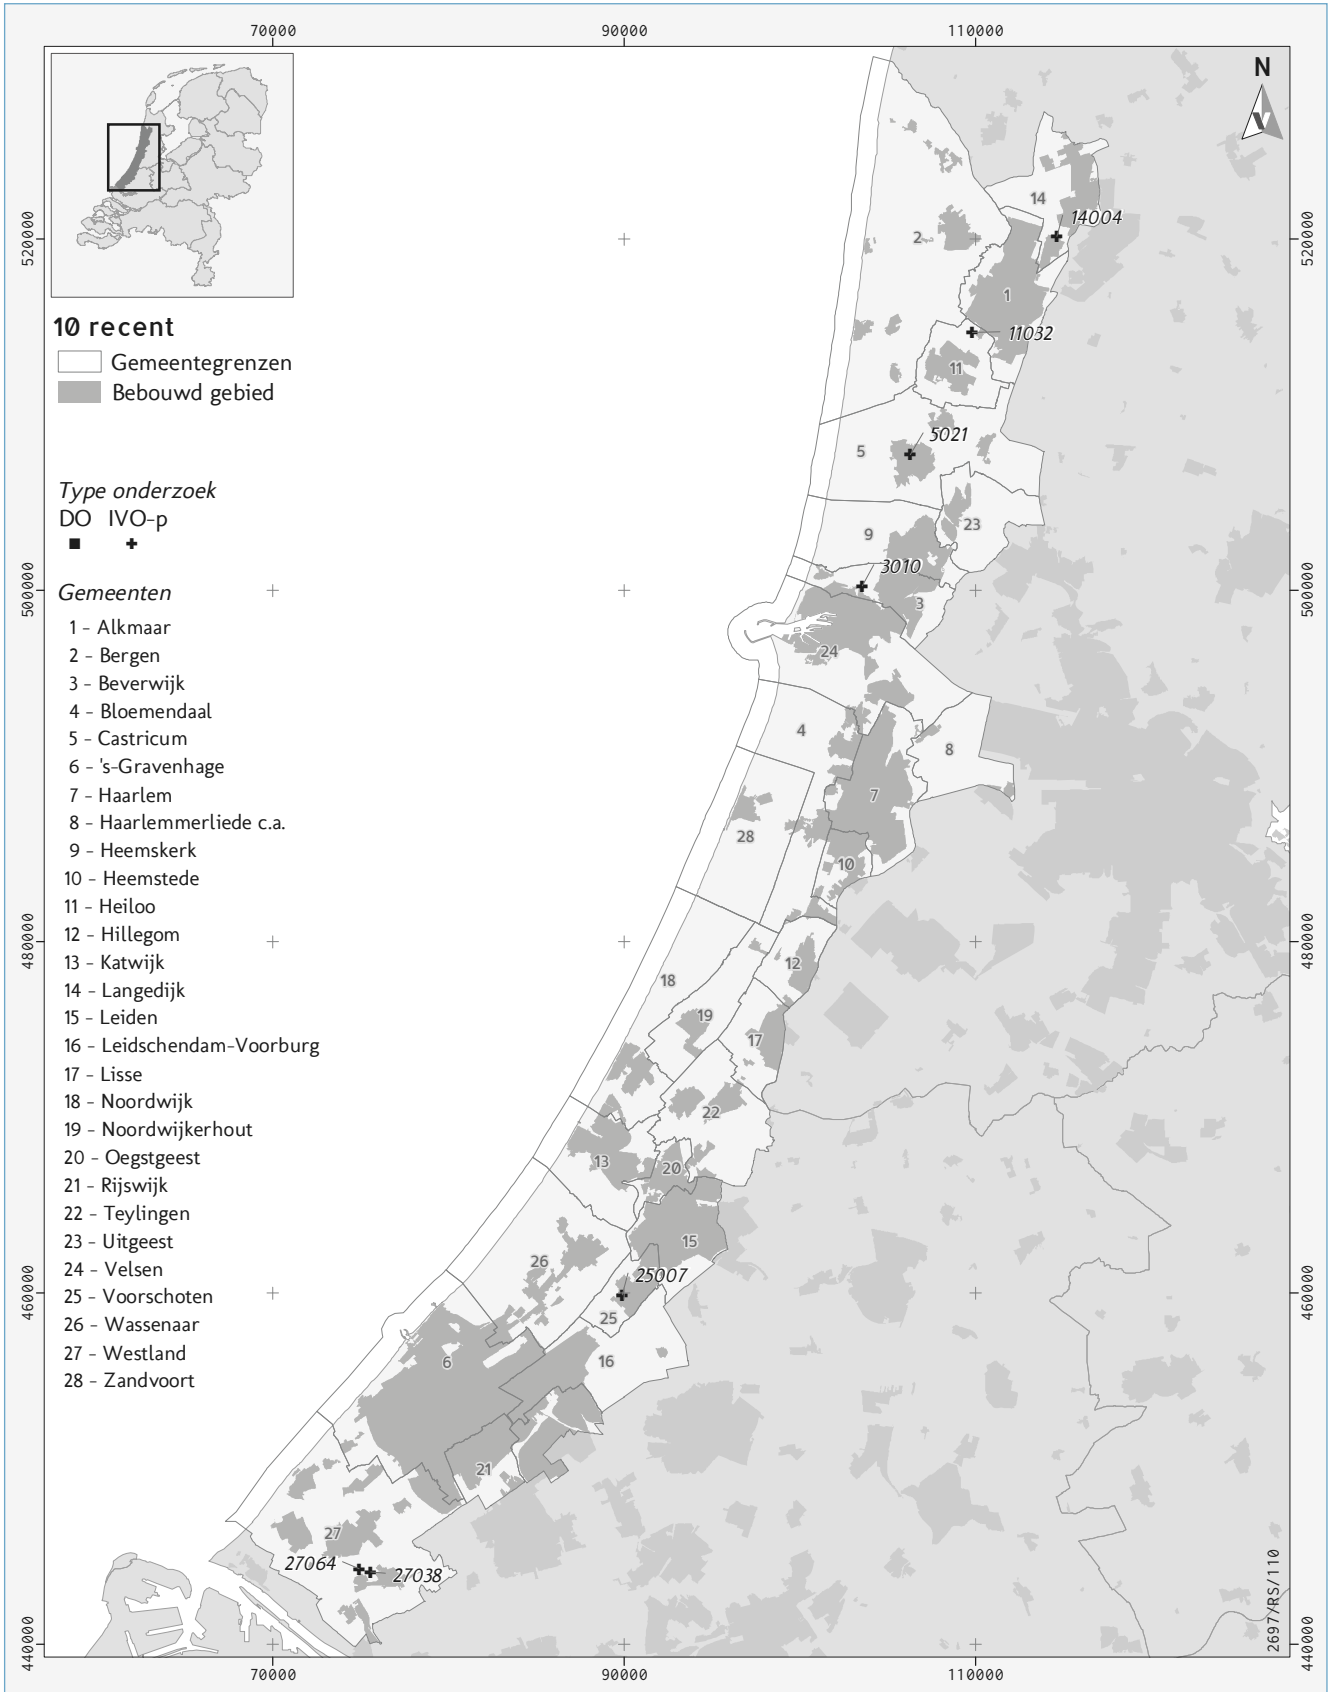 70000
90000
110000
N
520000
520000
10 recent
Gemeentegrenzen
Bebouwd gebied
Type onderzoek
DO IVO-p
500000
500000
Gemeenten
1 - Alkmaar
2 - Bergen
3 - Beverwijk
4 - Bloemendaal
5 - Castricum
6 - 's-Gravenhage
7 - Haarlem
8 - Haarlemmerliede c.a.
9 - Heemskerk
10 - Heemstede
11 - Heiloo
12 - Hillegom
13 - Katwijk
14 - Langedijk
15 - Leiden
16 - Leidschendam-Voorburg
17 - Lisse
18 - Noordwijk
19 - Noordwijkerhout
20 - Oegstgeest
21 - Rijswijk
22 - Teylingen
23 - Uitgeest
24 - Velsen
25 - Voorschoten
26 - Wassenaar
27 - Westland
28 - Zandvoort
480000
480000
460000
460000
440000
440000
14
14004
2
1
11032
11
5021
5
23
9
3010
3
24
4
8
7
28
10
12
18
19
17
22
13
20
15
26
25007
25
6
16
21
27
27064
27038
2697/RS/110
70000
90000
110000